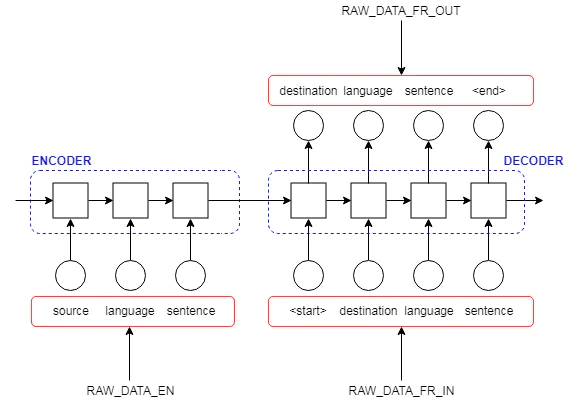 RAW_DATA_FR_OUT
destination language sentence <end>
ENCODER DECODER
source language sentence <start> destination language sentence
RAW_DATA_EN RAW_DATA_FR_IN